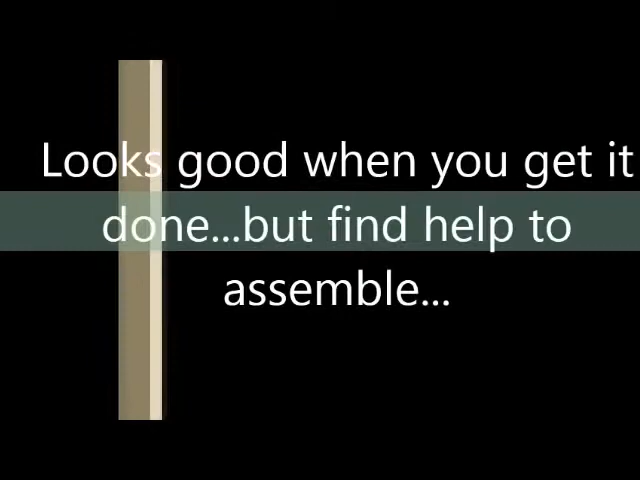 Looks good when you get it
done...but find help to
assemble...